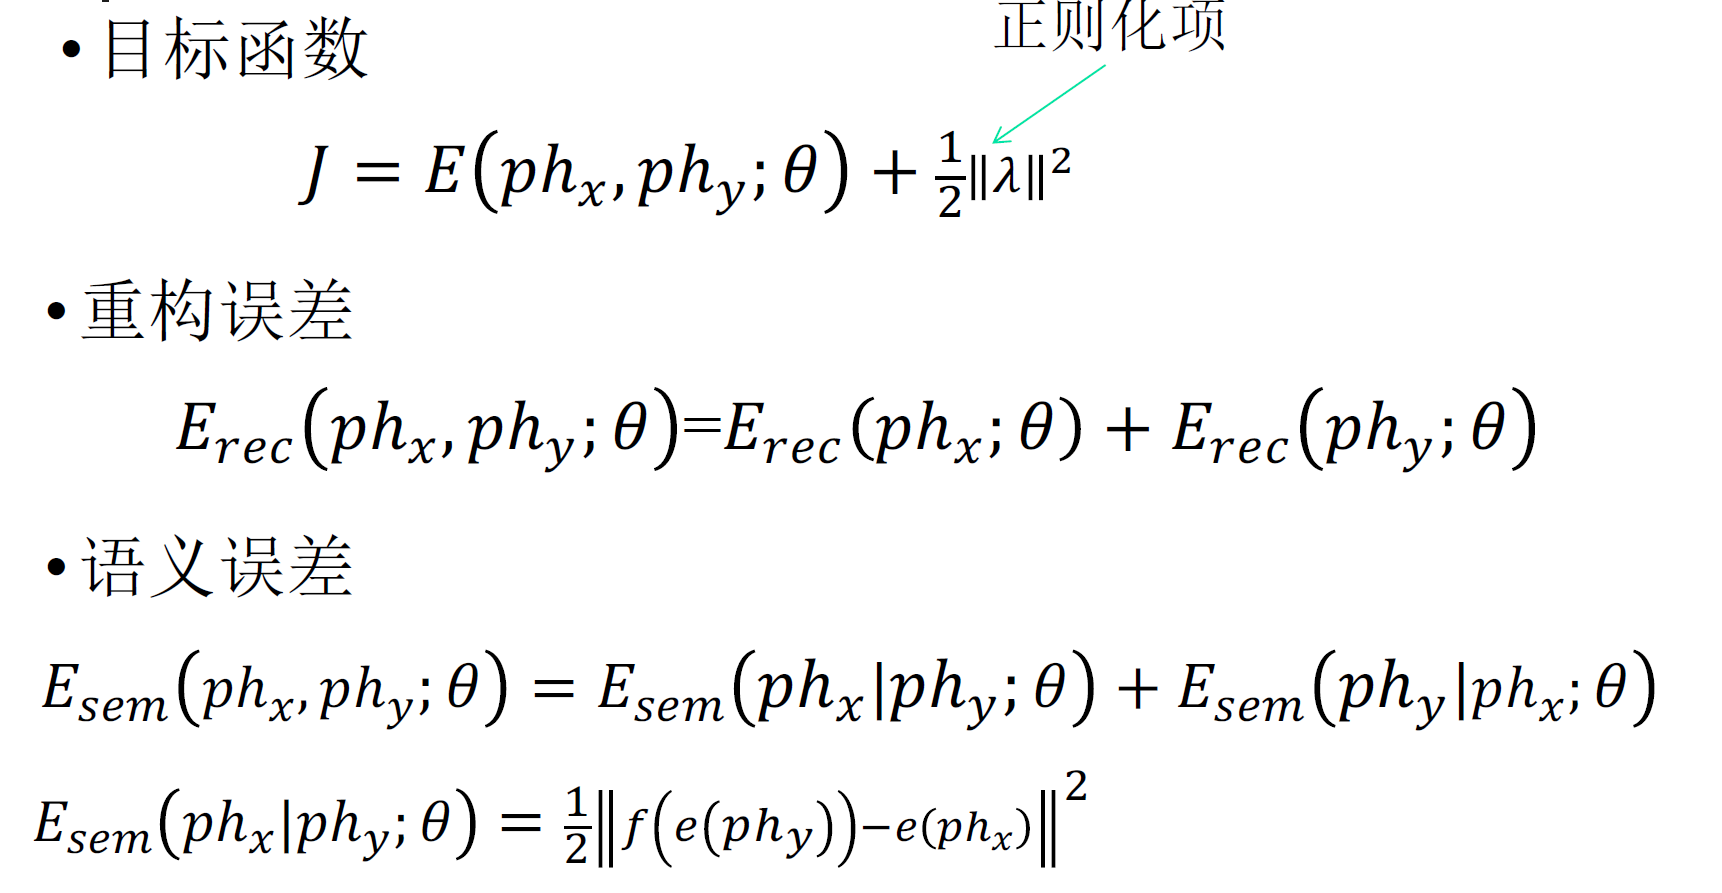 正则化项
• 目标函数
J = E(ph_x, ph_y; θ) + 1/2‖λ‖²
• 重构误差
E_rec(ph_x, ph_y; θ)=E_rec(ph_x; θ) + E_rec(ph_y; θ)
• 语义误差
E_sem(ph_x, ph_y; θ) = E_sem(ph_x|ph_y; θ) + E_sem(ph_y|ph_x; θ)
E_sem(ph_x|ph_y; θ) = 1/2‖f(e(ph_y))−e(ph_x)‖²